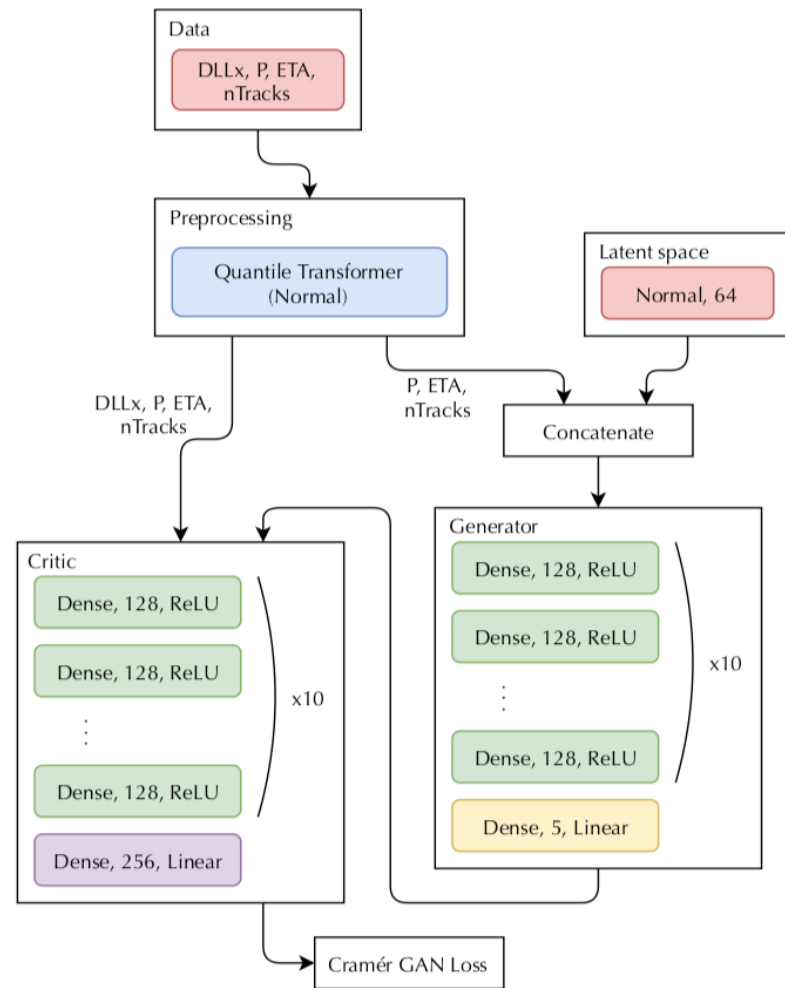 Data
DLLx, P, ETA,
nTracks
Preprocessing
Quantile Transformer
(Normal)
Latent space
Normal, 64
DLLx, P, ETA,
nTracks
P, ETA,
nTracks
Concatenate
Critic
Dense, 128, ReLU
Dense, 128, ReLU
⋮
Dense, 128, ReLU
x10
Dense, 256, Linear
Generator
Dense, 128, ReLU
Dense, 128, ReLU
⋮
Dense, 128, ReLU
x10
Dense, 5, Linear
Cramér GAN Loss